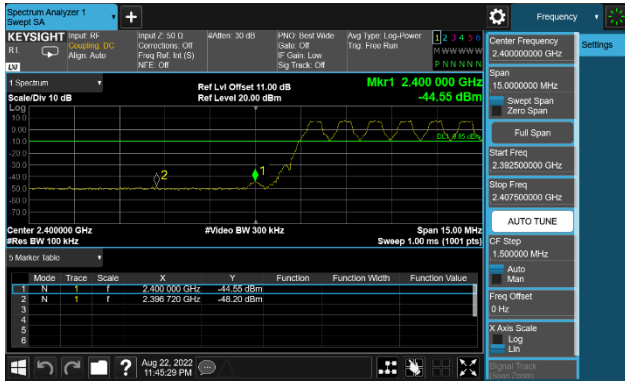 Spectrum Analyzer 1
Swept SA
Frequency
KEYSIGHT
Input: RF
Coupling: DC
Align: Auto
Input Z: 50 Ω
Corrections: Off
Freq Ref: Int (S)
NFE: Off
#Atten: 30 dB
PNO: Best Wide
Gate: Off
IF Gain: Low
Sig Track: Off
Avg Type: Log-Power
Trig: Free Run
1 2 3 4 5 6
M W W W W W
P N N N N N
R L
LXI
1 Spectrum
Scale/Div 10 dB
Log
Ref Lvl Offset 11.00 dB
Ref Level 20.00 dBm
Mkr1 2.400 000 GHz
-44.55 dBm
10.0
0.00
-10.0
-20.0
-30.0
-40.0
-50.0
-60.0
-70.0
1
2
Center 2.4000000 GHz
#Res BW 100 kHz
#Video BW 300 kHz
Span 15.00 MHz
Sweep 1.00 ms (1001 pts)
5 Marker Table
Mode Trace Scale X Y Function Function Width Function Value
1 N 1 f 2.400 000 GHz -44.55 dBm
2 N 1 f 2.396 720 GHz -48.20 dBm
3
4
5
6
Aug 22, 2022
11:45:29 PM
Settings
Center Frequency
2.400000000 GHz
Span
15.0000000 MHz
Swept Span
Zero Span
Full Span
Start Freq
2.392500000 GHz
Stop Freq
2.407500000 GHz
AUTO TUNE
CF Step
1.500000 MHz
Auto
Man
Freq Offset
0 Hz
X Axis Scale
Log
Lin
Signal Track
(Span Zoom)